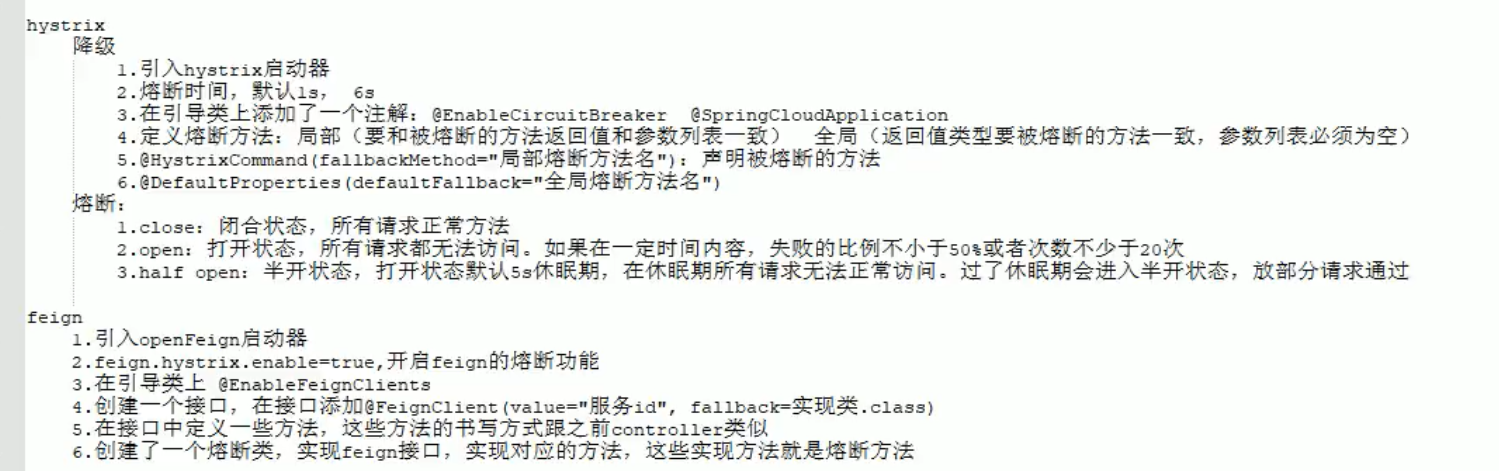 hystrix
降级
1.引入hystrix启动器
2.熔断时间，默认1s， 6s
3.在引导类上添加了一个注解：@EnableCircuitBreaker @SpringCloudApplication
4.定义熔断方法：局部（要和被熔断的方法返回值和参数列表一致） 全局（返回值类型要被熔断的方法一致，参数列表必须为空）
5.@HystrixCommand(fallbackMethod="局部熔断方法名")：声明被熔断的方法
6.@DefaultProperties(defaultFallback="全局熔断方法名")
熔断：
1.close：闭合状态，所有请求正常方法
2.open：打开状态，所有请求都无法访问。如果在一定时间内容，失败的比例不小于50%或者次数不少于20次
3.half open：半开状态，打开状态默认5s休眠期，在休眠期所有请求无法正常访问。过了休眠期会进入半开状态，放部分请求通过
feign
1.引入openFeign启动器
2.feign.hystrix.enable=true,开启feign的熔断功能
3.在引导类上 @EnableFeignClients
4.创建一个接口，在接口添加@FeignClient(value="服务id", fallback=实现类.class)
5.在接口中定义一些方法，这些方法的书写方式跟之前controller类似
6.创建了一个熔断类，实现feign接口，实现对应的方法，这些实现方法就是熔断方法